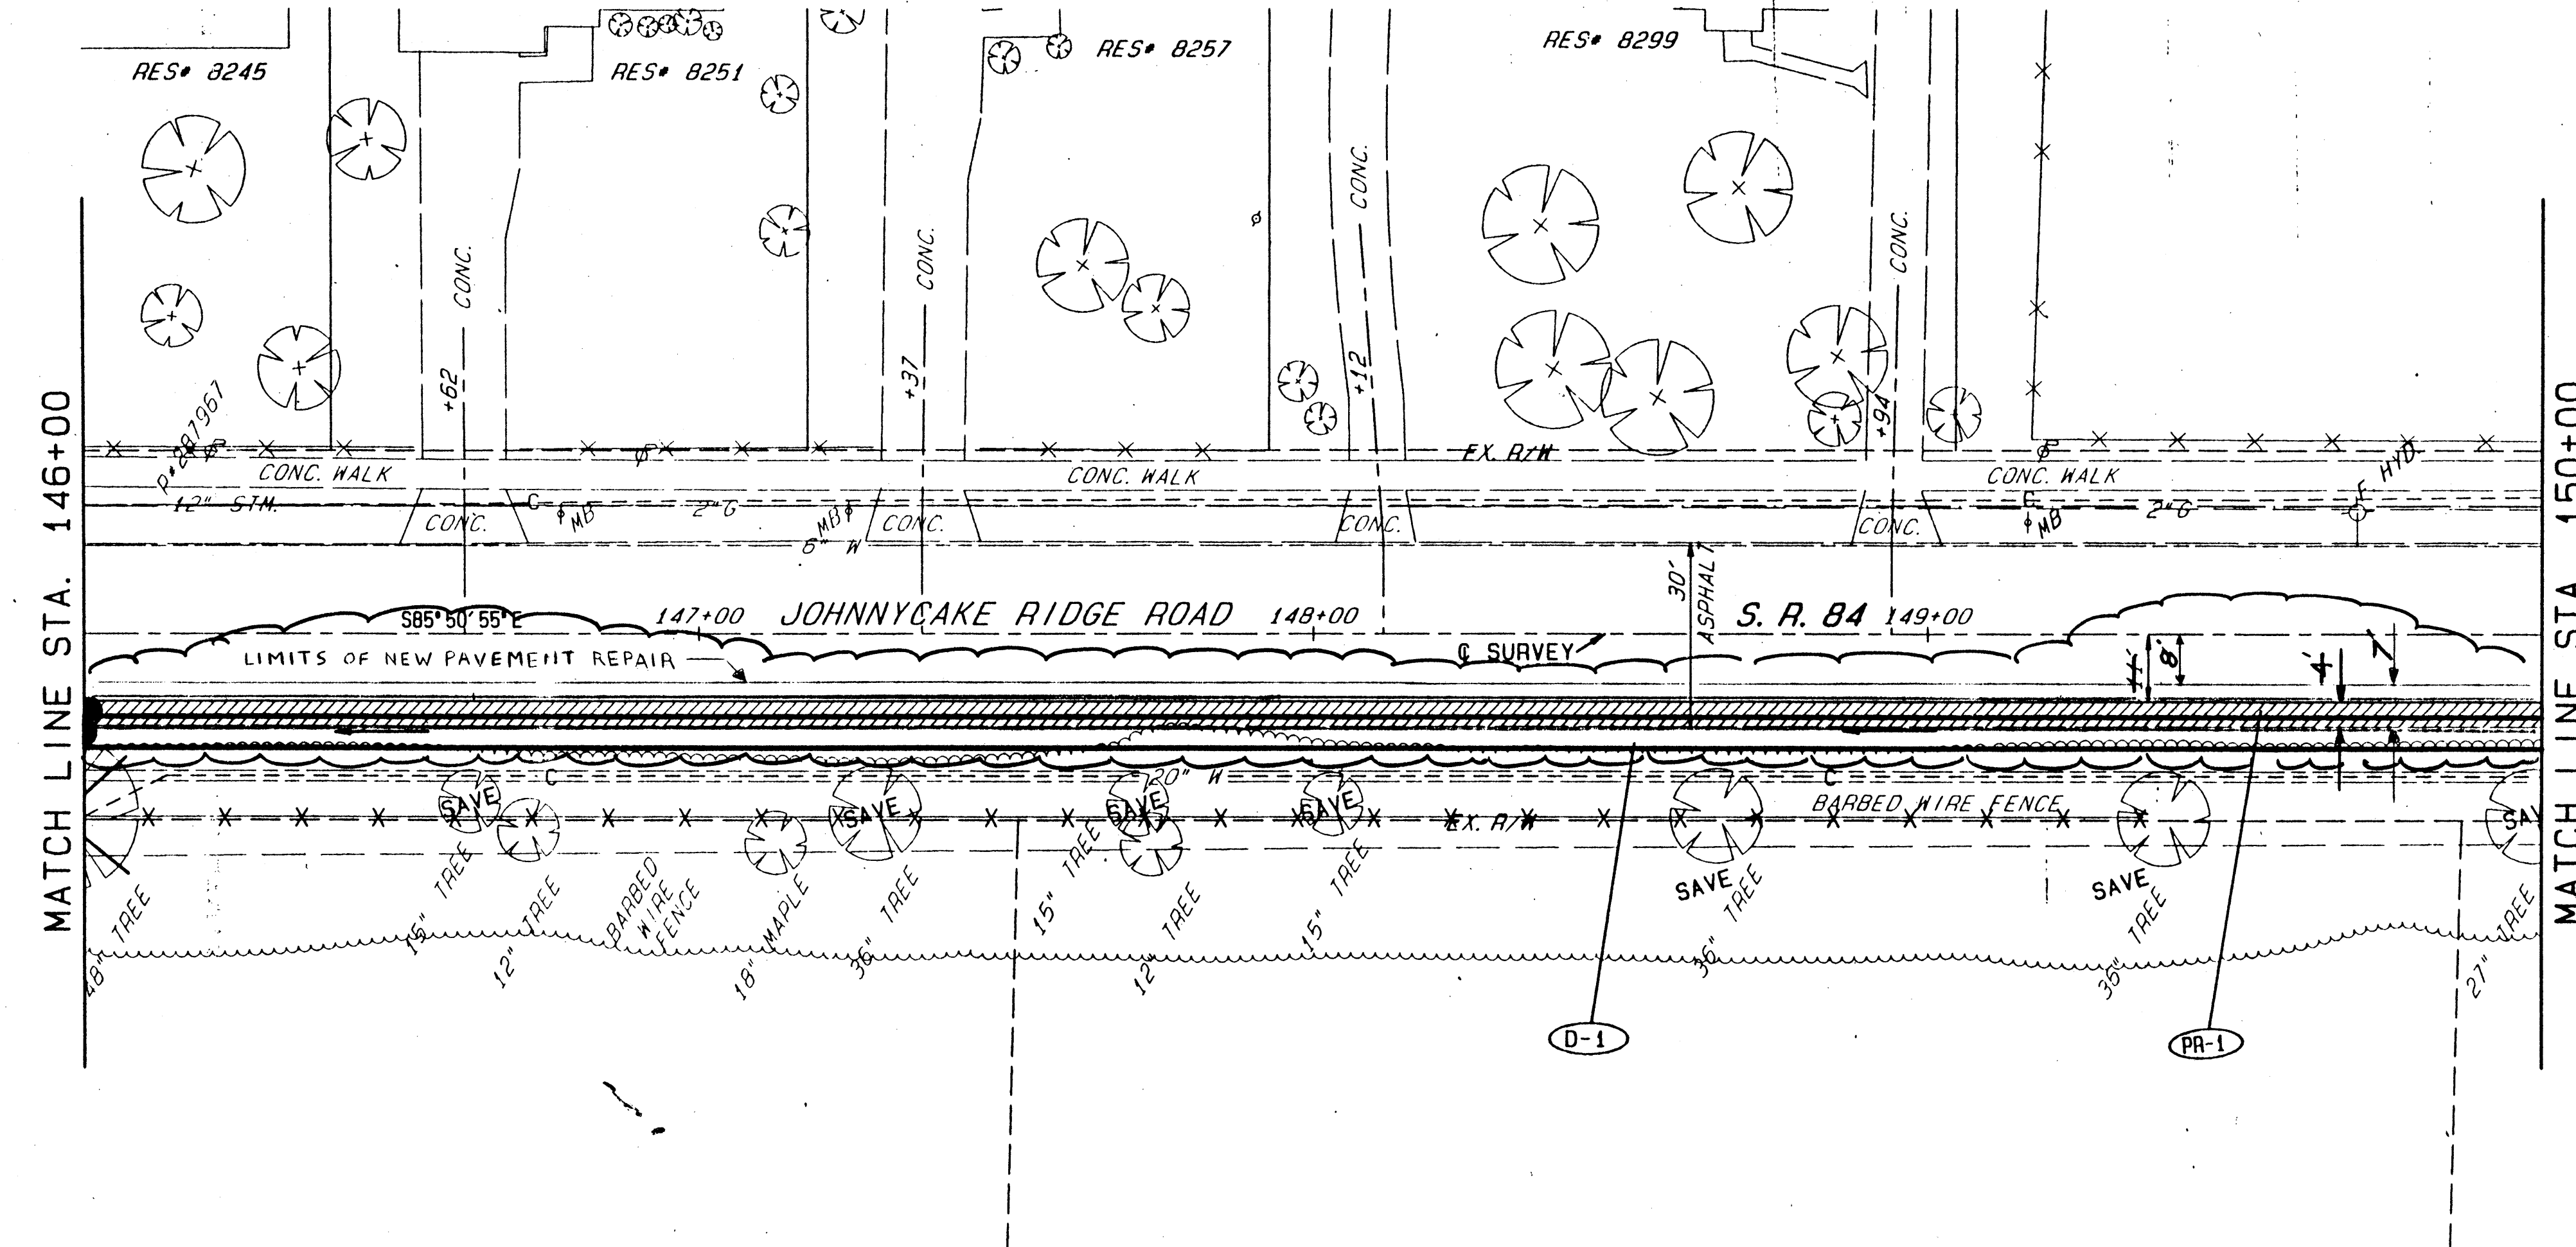 RES# 8245
RES# 8251
RES# 8257
RES# 8299
CONC.
CONC.
CONC.
CONC.
+62
+37
+12
+94
P#287967
EX. R/W
CONC. WALK
CONC. WALK
CONC. WALK
F HYD.
12" STM.
C
MB
2"G
MB
6" W
CONC.
CONC.
CONC.
CONC.
MB
2"G
30'
ASPHALT
S85°50'55"E
147+00
JOHNNYCAKE RIDGE ROAD
148+00
S. R. 84
149+00
LIMITS OF NEW PAVEMENT REPAIR
℄ SURVEY
11'
8'
4'
7'
C
20" W
C
BARBED WIRE FENCE
EX. R/W
SAVE
SAVE
SAVE
SAVE
SAVE
SAVE
SAV
48" TREE
15" TREE
12" TREE
BARBED
WIRE
FENCE
18" MAPLE
36" TREE
15" TREE
12" TREE
15" TREE
36" TREE
36" TREE
27" TREE
D-1
PR-1
MATCH LINE STA. 146+00
MATCH LINE STA. 150+00